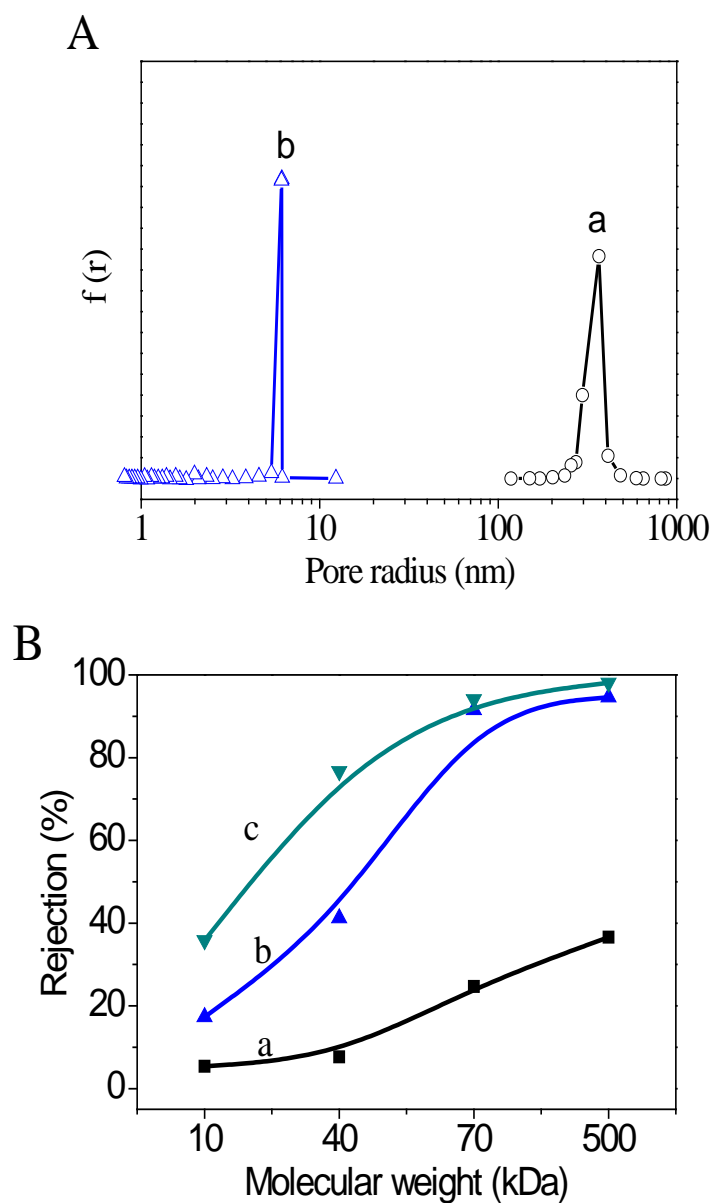 A
b
a
f (r)
1
10
100
1000
Pore radius (nm)
B
100
80
60
40
20
0
Rejection (%)
c
b
a
10
40
70
500
Molecular weight (kDa)